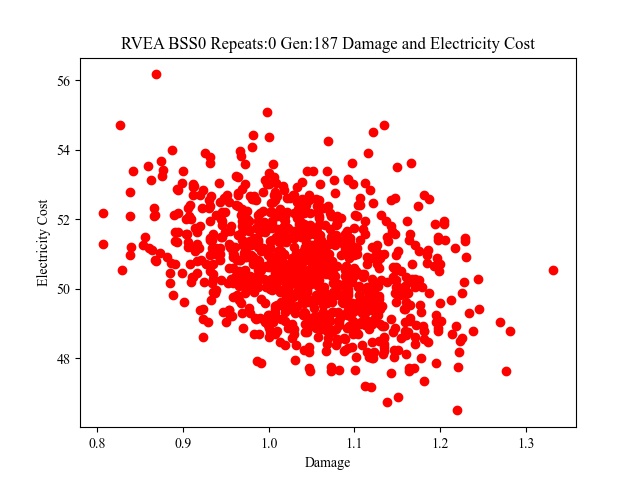 RVEA BSS0 Repeats:0 Gen:187 Damage and Electricity Cost
56
54
52
50
48
Electricity Cost
0.8 0.9 1.0 1.1 1.2 1.3
Damage